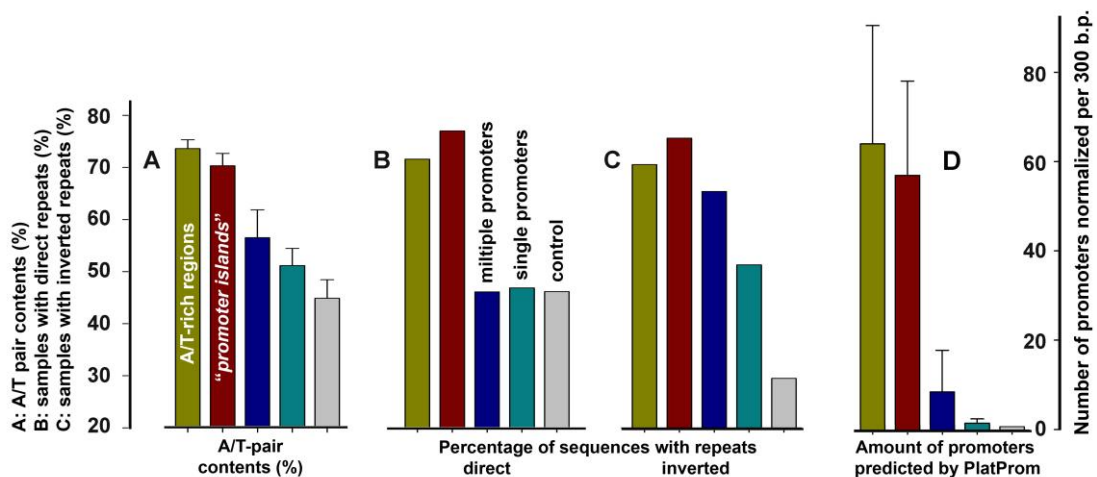 A: A/T pair contents (%)
B: samples with direct repeats (%)
C: samples with inverted repeats (%)
80
70
60
50
40
30
20
A
A/T-rich regions
"promoter islands"
A/T-pair
contents (%)
B
miltiple promoters
single promoters
control
C
Percentage of sequences with repeats
direct
inverted
D
Amount of promoters
predicted by PlatProm
80
60
40
20
0
Number of promoters normalized per 300 b.p.